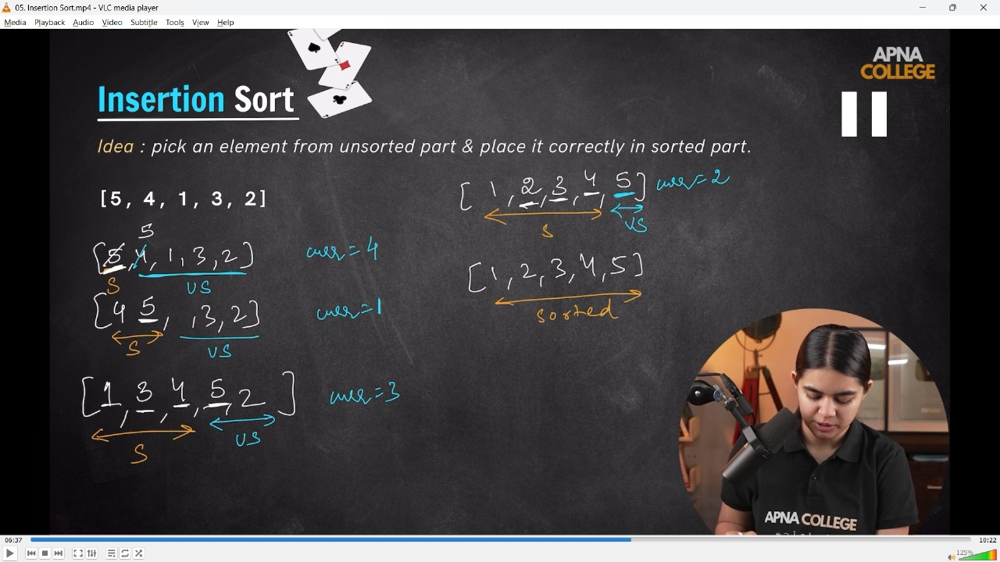 05. Insertion Sort.mp4 - VLC media player
Media Playback Audio Video Subtitle Tools View Help
APNA
COLLEGE
Insertion Sort
Idea : pick an element from unsorted part & place it correctly in sorted part.
[5, 4, 1, 3, 2]
5
[5, 4, 1, 3, 2] curr = 4
S US
[4 5, , 3, 2] curr = 1
S US
[1, 3, 4, 5, 2 ] curr = 3
S US
[ 1, 2, 3, 4, 5] curr = 2
S US
[1, 2, 3, 4, 5]
sorted
APNA COLLEGE
06:37 10:22
125%